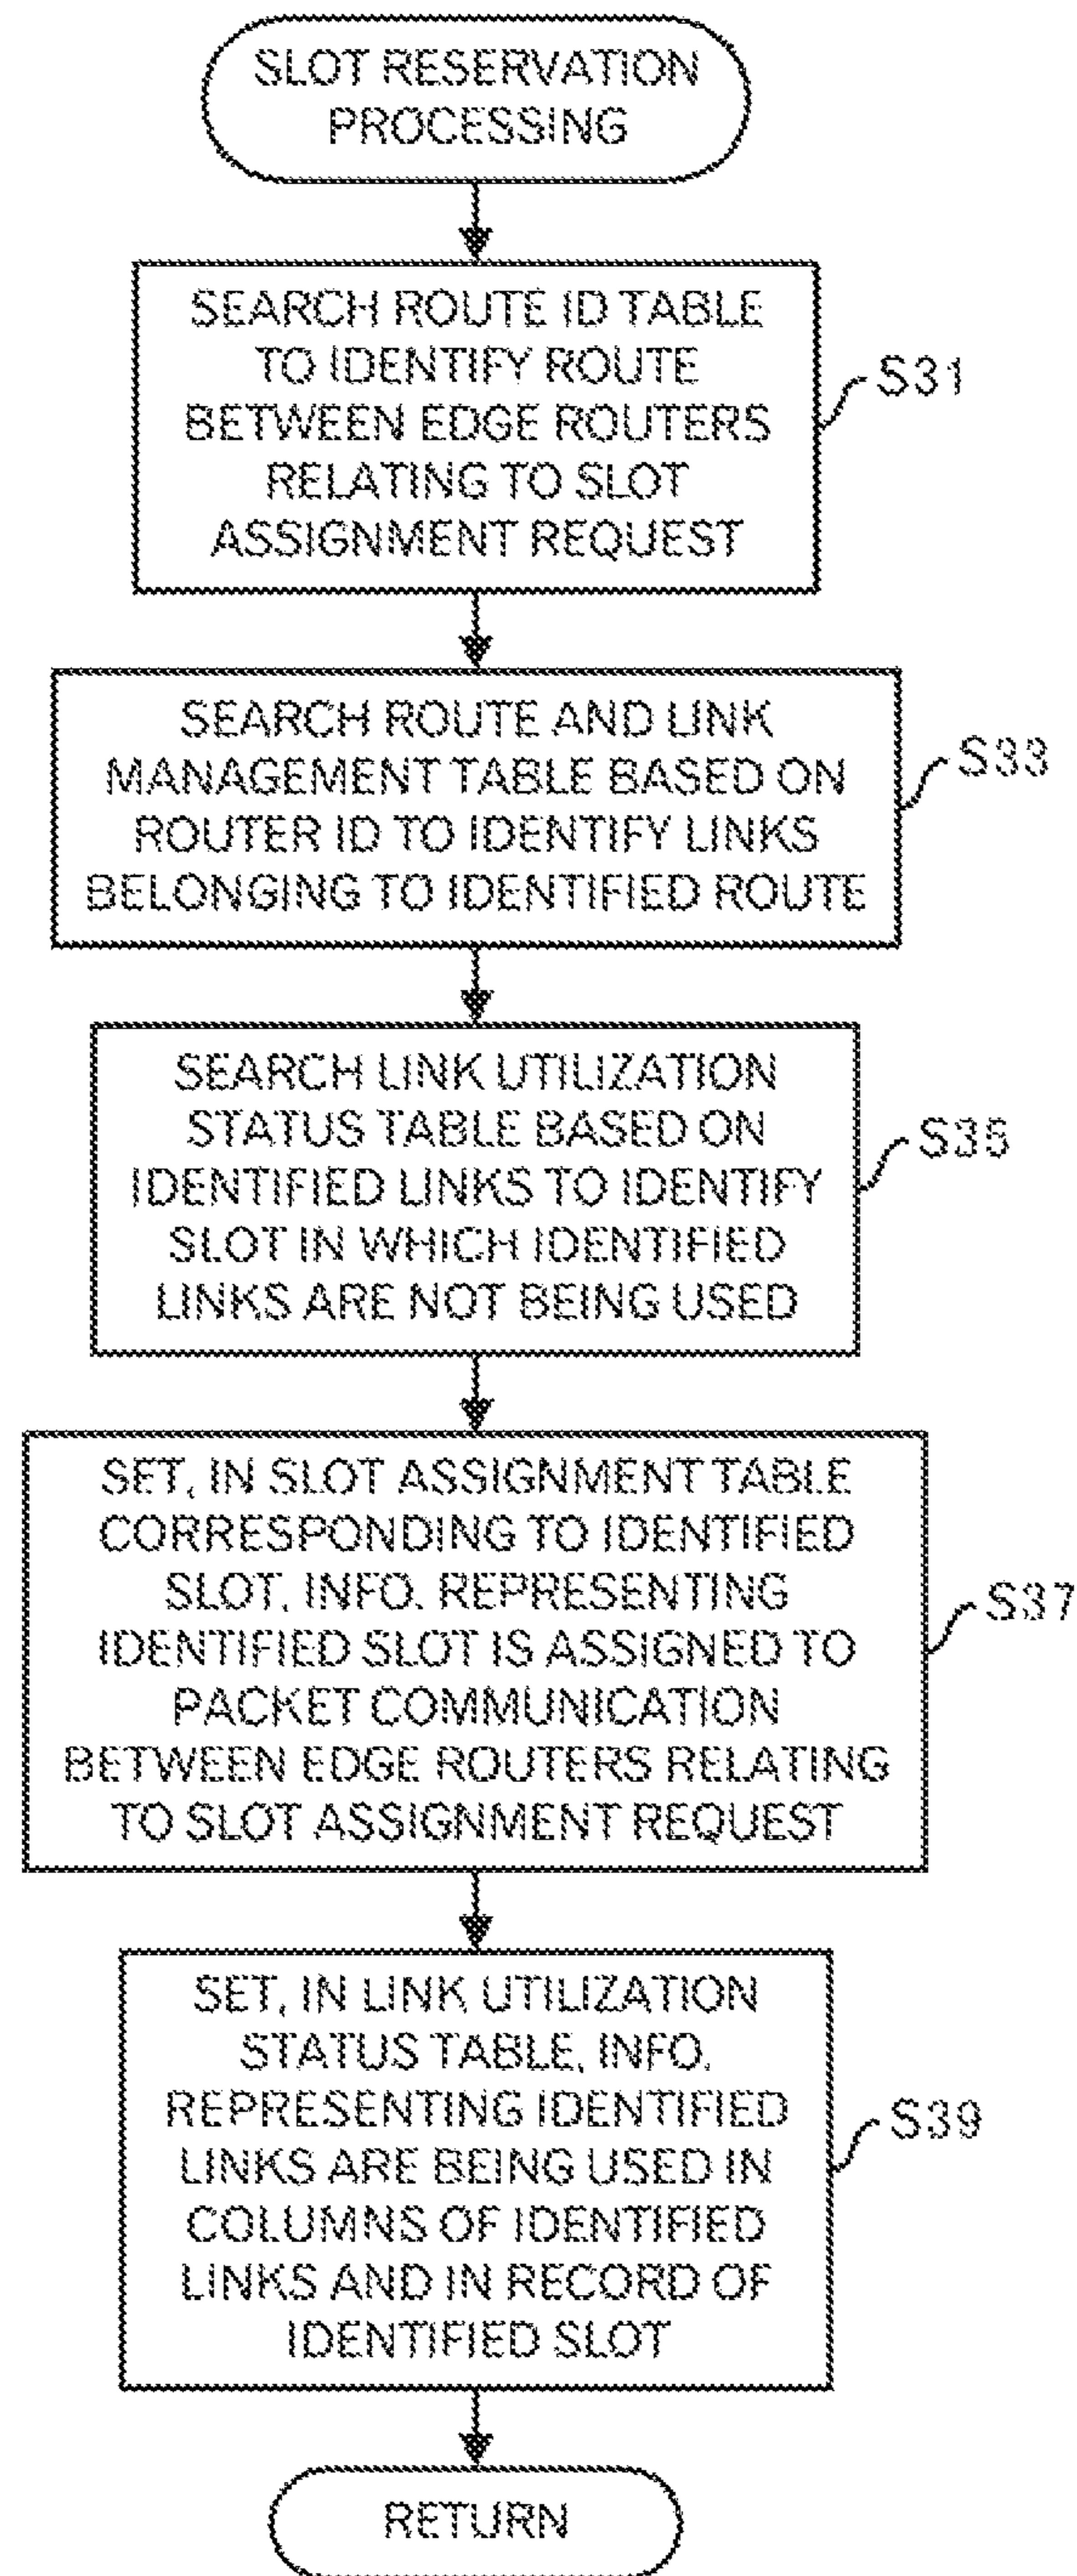 SLOT RESERVATION
PROCESSING
SEARCH ROUTE ID TABLE
TO IDENTIFY ROUTE
BETWEEN EDGE ROUTERS
RELATING TO SLOT
ASSIGNMENT REQUEST
S31
SEARCH ROUTE AND LINK
MANAGEMENT TABLE BASED ON
ROUTER ID TO IDENTIFY LINKS
BELONGING TO IDENTIFIED ROUTE
S33
SEARCH LINK UTILIZATION
STATUS TABLE BASED ON
IDENTIFIED LINKS TO IDENTIFY
SLOT IN WHICH IDENTIFIED
LINKS ARE NOT BEING USED
S35
SET, IN SLOT ASSIGNMENT TABLE
CORRESPONDING TO IDENTIFIED
SLOT, INFO. REPRESENTING
IDENTIFIED SLOT IS ASSIGNED TO
PACKET COMMUNICATION
BETWEEN EDGE ROUTERS RELATING
TO SLOT ASSIGNMENT REQUEST
S37
SET, IN LINK UTILIZATION
STATUS TABLE, INFO.
REPRESENTING IDENTIFIED
LINKS ARE BEING USED IN
COLUMNS OF IDENTIFIED
LINKS AND IN RECORD OF
IDENTIFIED SLOT
S39
RETURN